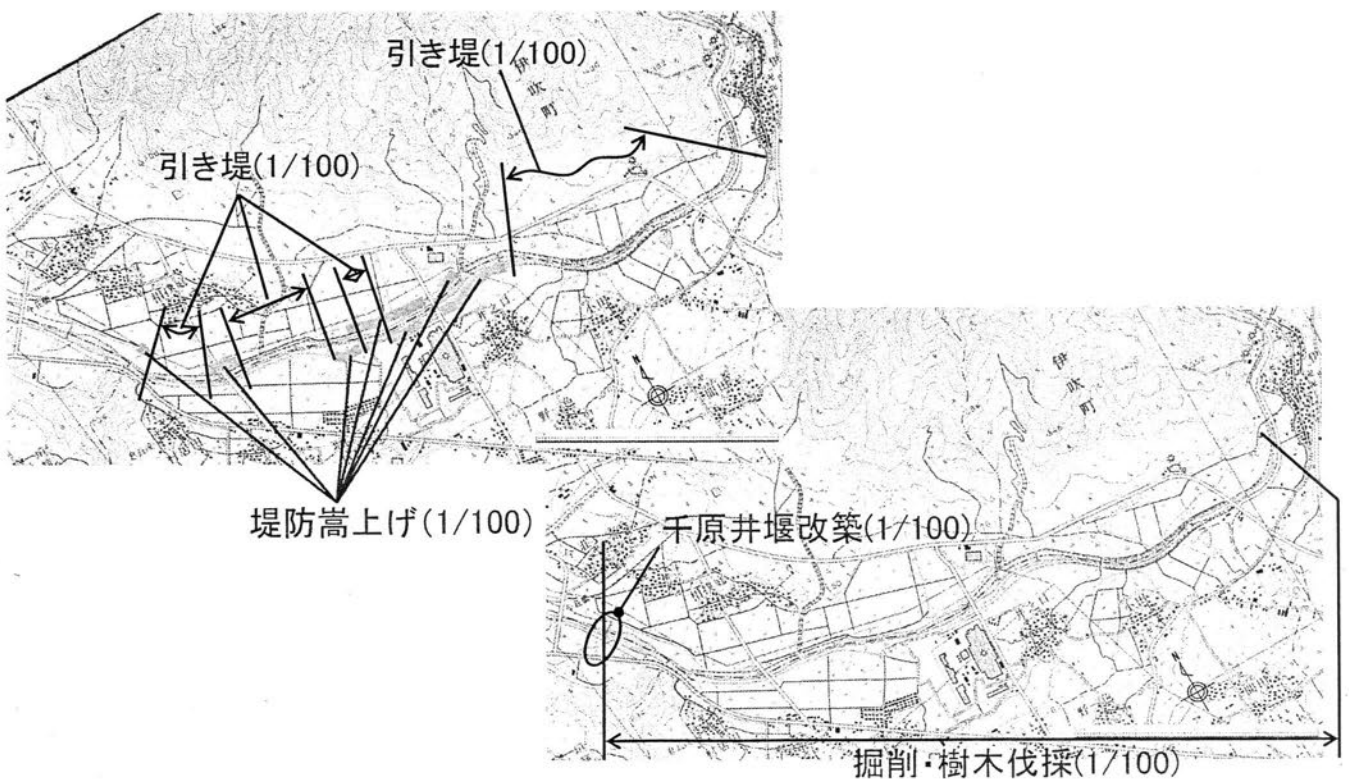 引き堤(1/100)
伊吹町
引き堤(1/100)
堤防嵩上げ(1/100)
伊吹町
千原井堰改築(1/100)
掘削・樹木伐採(1/100)